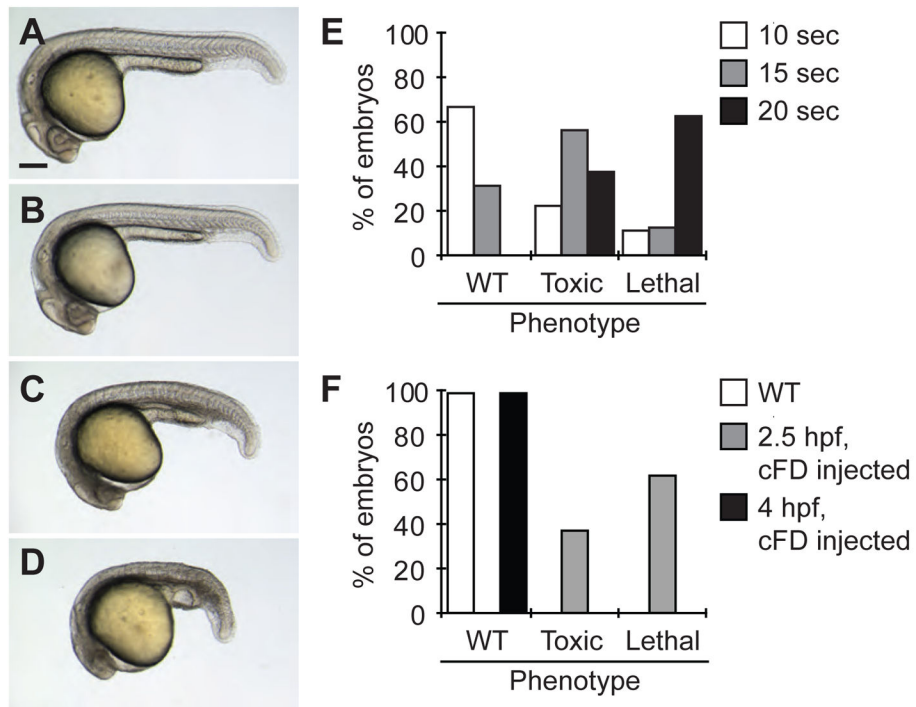 A
B
C
D
E
100
80
60
40
20
0
% of embryos
WT Toxic Lethal
Phenotype
10 sec
15 sec
20 sec
F
100
80
60
40
20
0
% of embryos
WT Toxic Lethal
Phenotype
WT
2.5 hpf,
cFD injected
4 hpf,
cFD injected